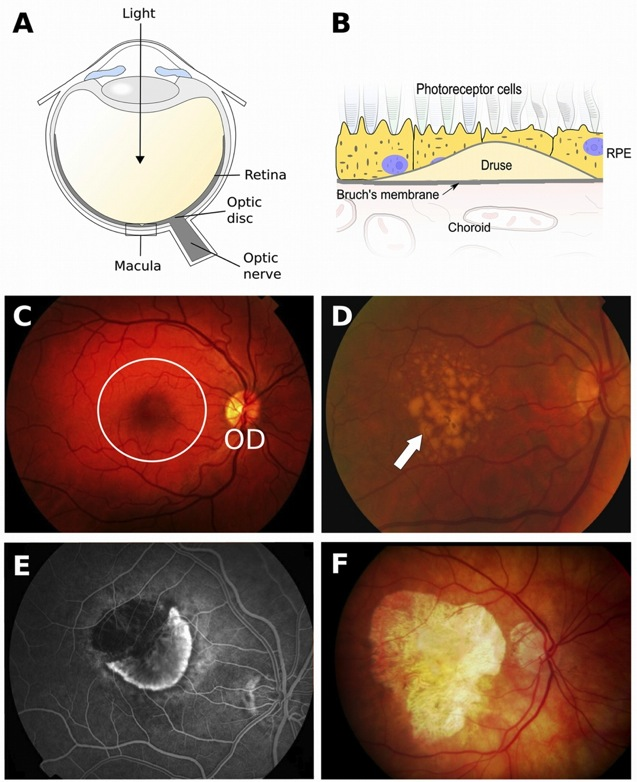 A
Light
Retina
Optic
disc
Optic
nerve
Macula
B
Photoreceptor cells
RPE
Druse
Bruch's membrane
Choroid
C
OD
D
E
F